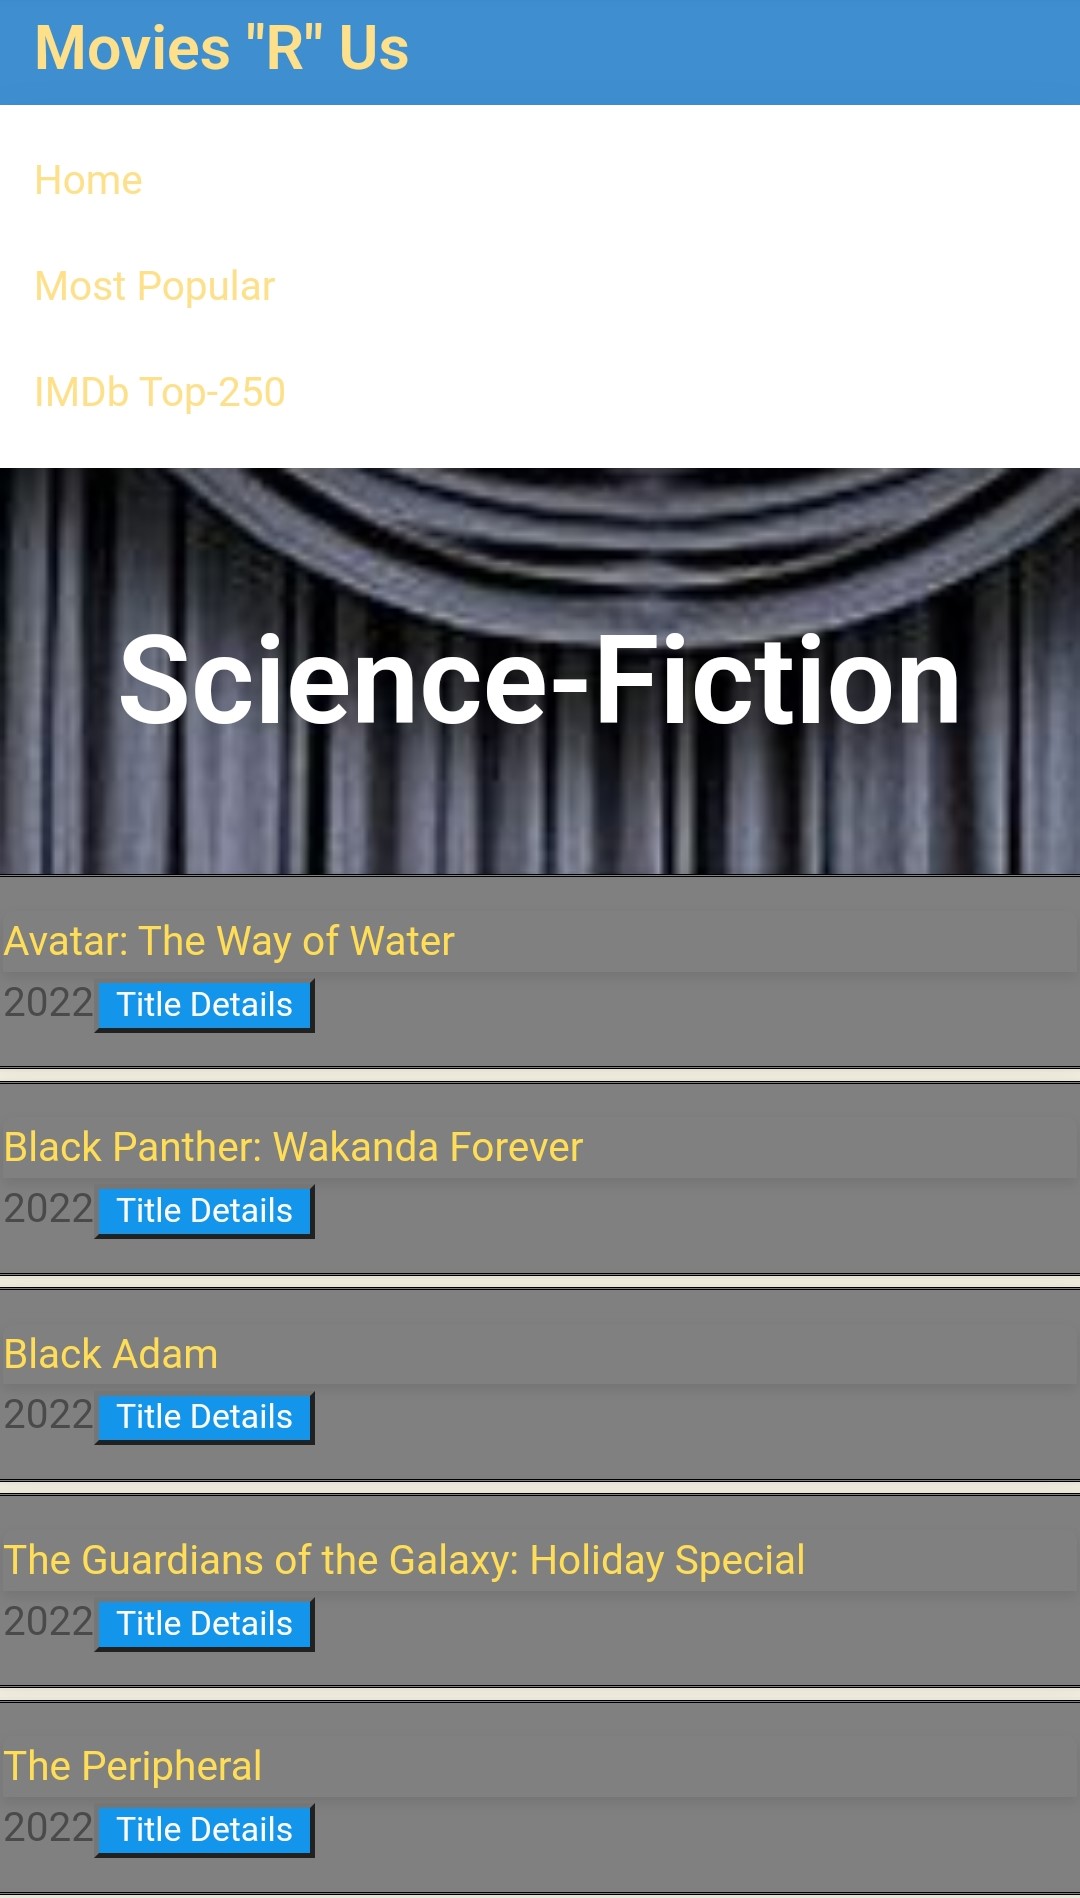 Movies "R" Us
Home
Most Popular
IMDb Top-250
Science-Fiction
Avatar: The Way of Water
2022 Title Details
Black Panther: Wakanda Forever
2022 Title Details
Black Adam
2022 Title Details
The Guardians of the Galaxy: Holiday Special
2022 Title Details
The Peripheral
2022 Title Details